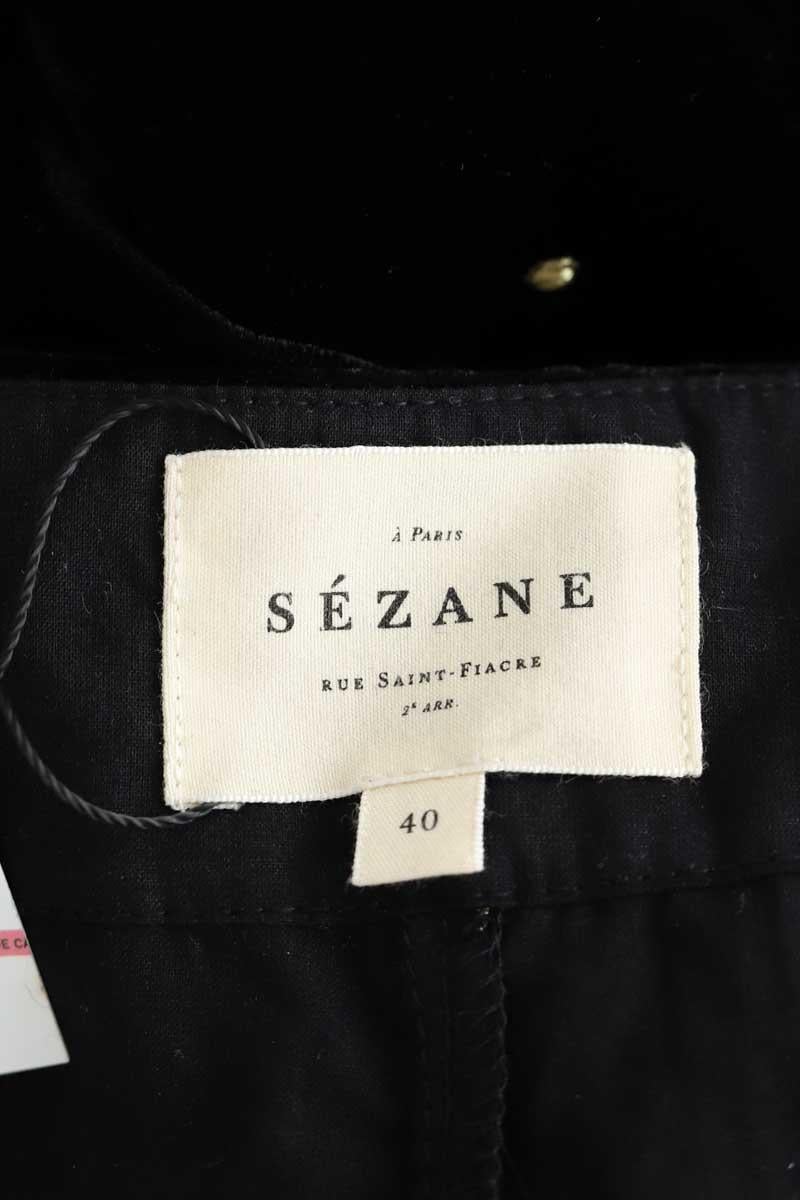 À PARIS
SÉZANE
RUE SAINT-FIACRE
2ᵉ ARR.
40